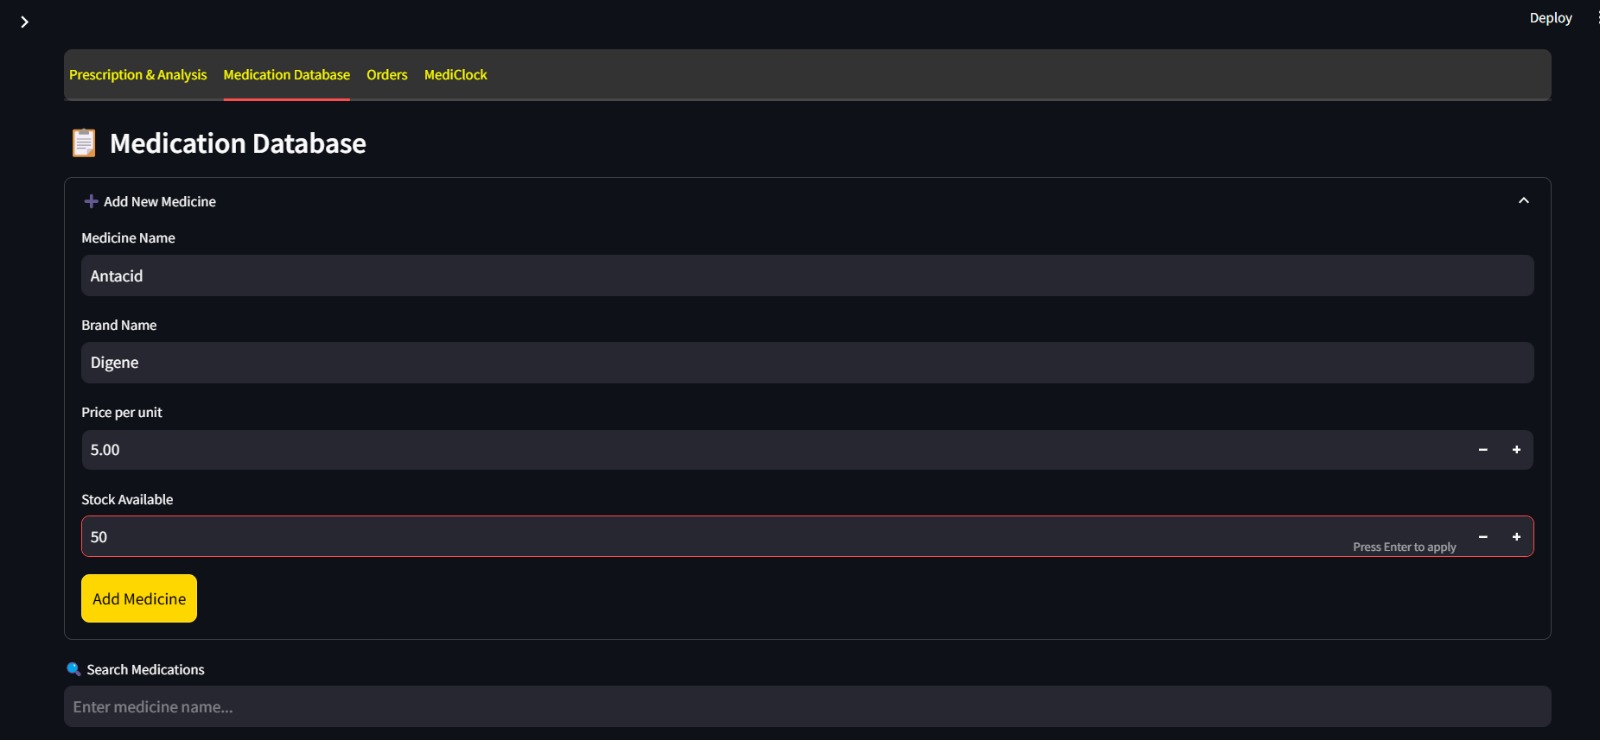 Deploy
Prescription & Analysis Medication Database Orders MediClock
Medication Database
Add New Medicine
Medicine Name
Antacid
Brand Name
Digene
Price per unit
5.00
Stock Available
50
Press Enter to apply
Add Medicine
Search Medications
Enter medicine name...